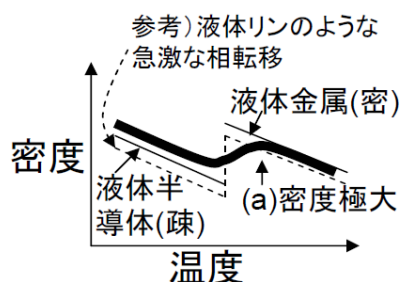 参考)液体リンのような
急激な相転移
液体金属(密)
密度
液体半
導体(疎)
(a)密度極大
温度